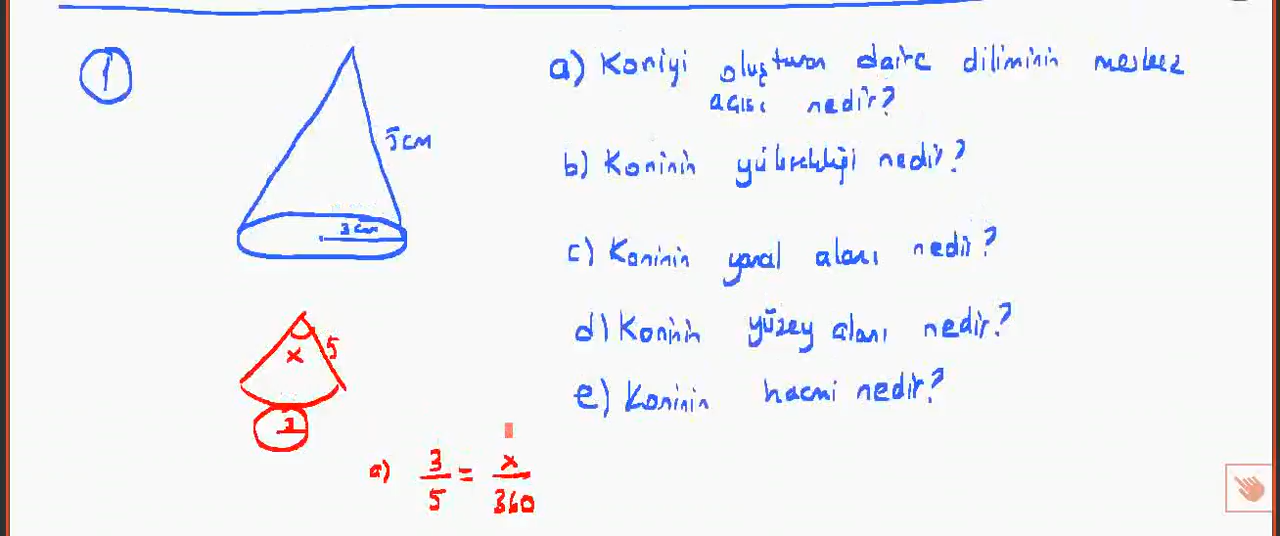 1
a) Koniyi oluşturan daire diliminin merkez
açısı nedir?
5cm
b) Koninin yüksekliği nedir?
3cm
c) Koninin yanal alanı nedir?
d) Koninin yüzey alanı nedir?
x 5
e) Koninin hacmi nedir?
3
a) 3/5 = x/360